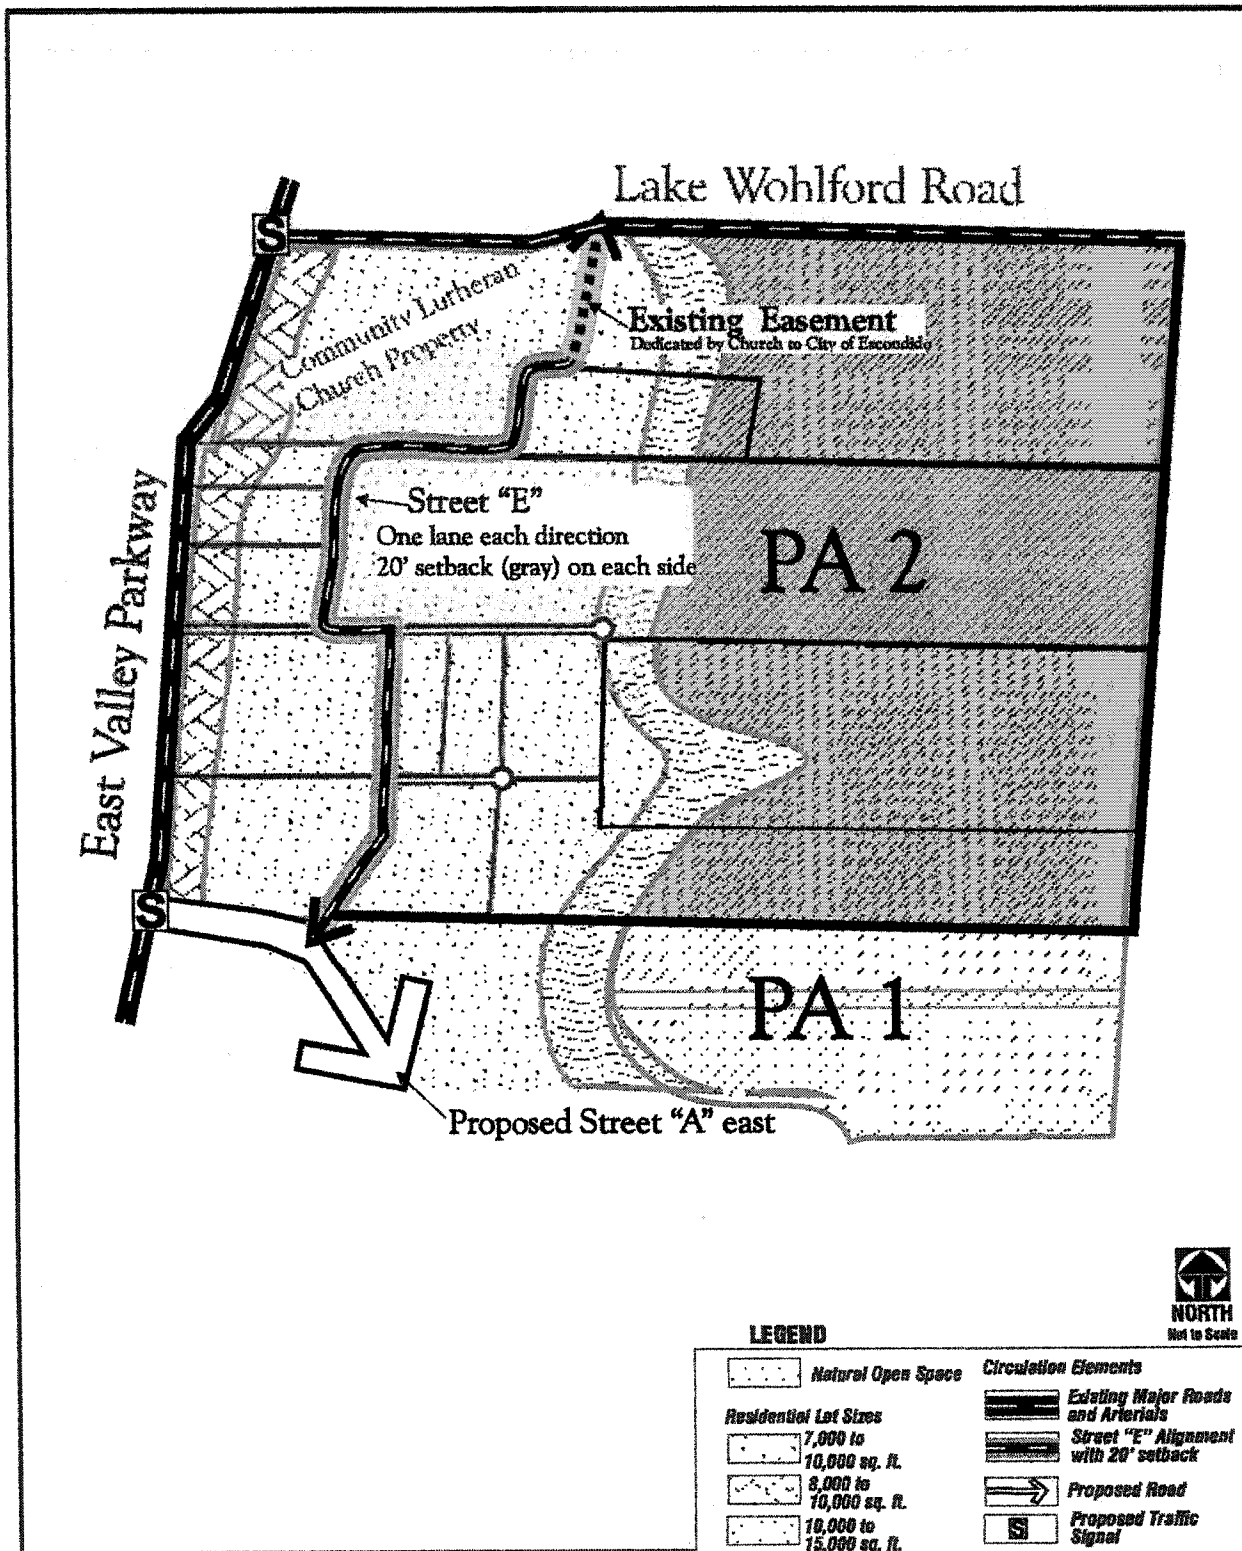 Lake Wohlford Road
S
Community Lutheran
Church Property
Existing Easement
Dedicated by Church to City of Escondido
Street "E"
One lane each direction
20' setback (gray) on each side
PA 2
East Valley Parkway
S
PA 1
Proposed Street "A" east
NORTH
Not to Scale
LEGEND
Natural Open Space
Residential Lot Sizes
7,000 to
10,000 sq. ft.
8,000 to
10,000 sq. ft.
10,000 to
15,000 sq. ft.
Circulation Elements
Existing Major Roads
and Arterials
Street "E" Alignment
with 20' setback
Proposed Road
S
Proposed Traffic
Signal